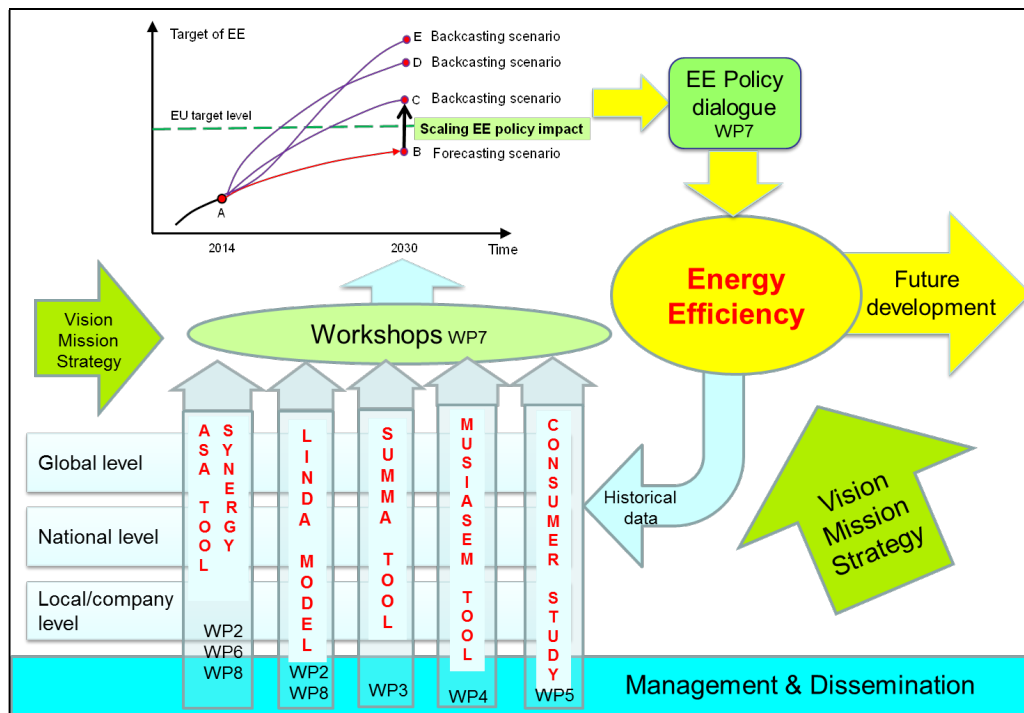 Target of EE
E Backcasting scenario
D Backcasting scenario
C Backcasting scenario
EU target level
Scaling EE policy impact
B Forecasting scenario
A
2014
2030
Time
EE Policy
dialogue
WP7
Energy
Efficiency
Future
development
Vision
Mission
Strategy
Workshops WP7
Global level
National level
Local/company
level
ASA TOOL
SYNERGY
LINDA MODEL
SUMMA TOOL
MUSIASEM TOOL
CONSUMER STUDY
Historical
data
Vision
Mission
Strategy
WP2
WP6
WP8
WP2
WP8
WP3
WP4
WP5
Management & Dissemination